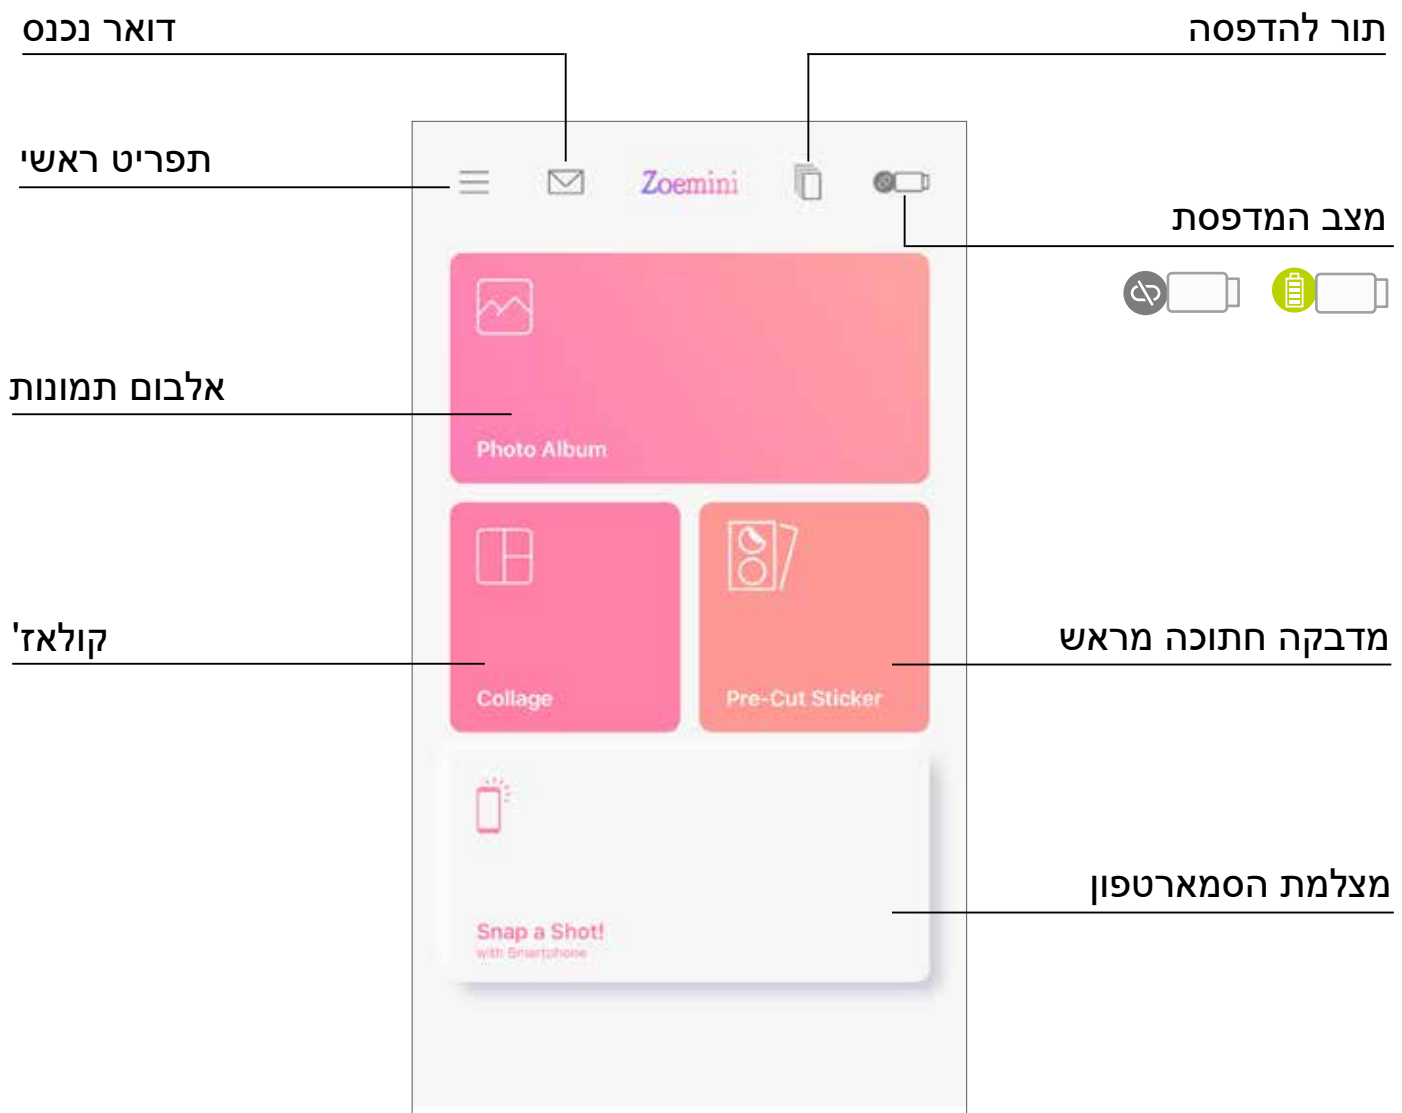 דואר נכנס
תור להדפסה
תפריט ראשי
Zoemini
מצב המדפסת
אלבום תמונות
Photo Album
קולאז'
מדבקה חתוכה מראש
Collage
Pre-Cut Sticker
מצלמת הסמארטפון
Snap a Shot!
with Smartphone